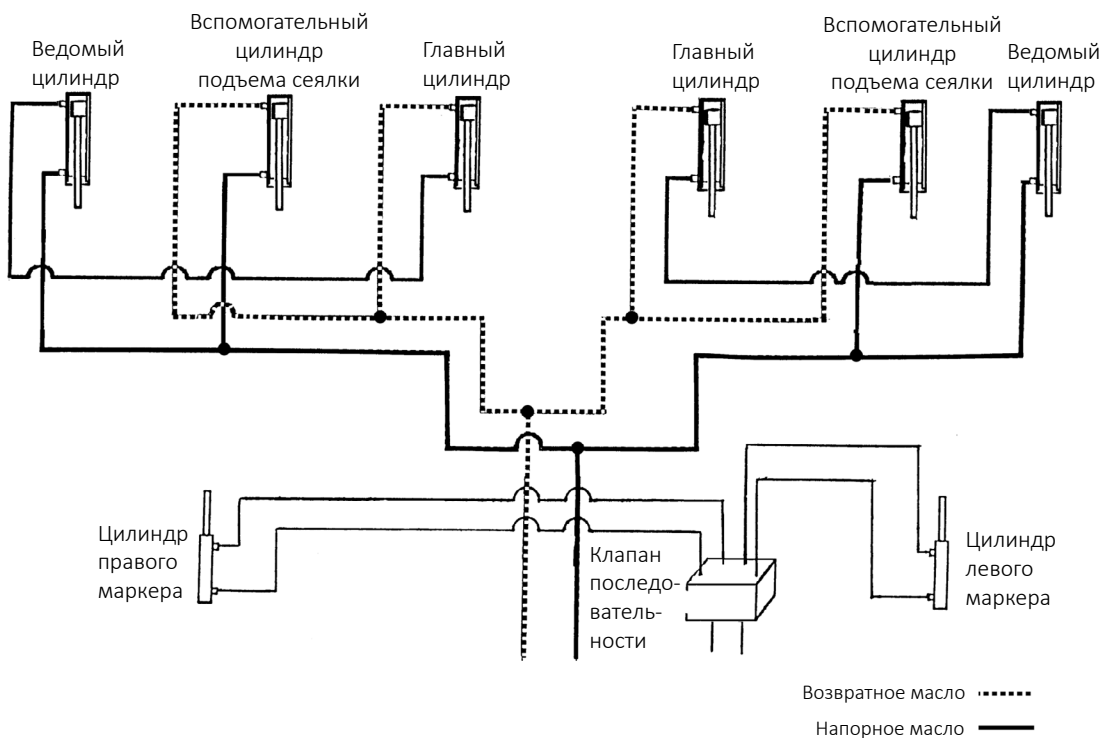 Ведомый
цилиндр
Вспомогательный
цилиндр
подъема сеялки
Главный
цилиндр
Главный
цилиндр
Вспомогательный
цилиндр
подъема сеялки
Ведомый
цилиндр
Цилиндр
правого
маркера
Клапан
последо-
ватель-
ности
Цилиндр
левого
маркера
Возвратное масло
Напорное масло